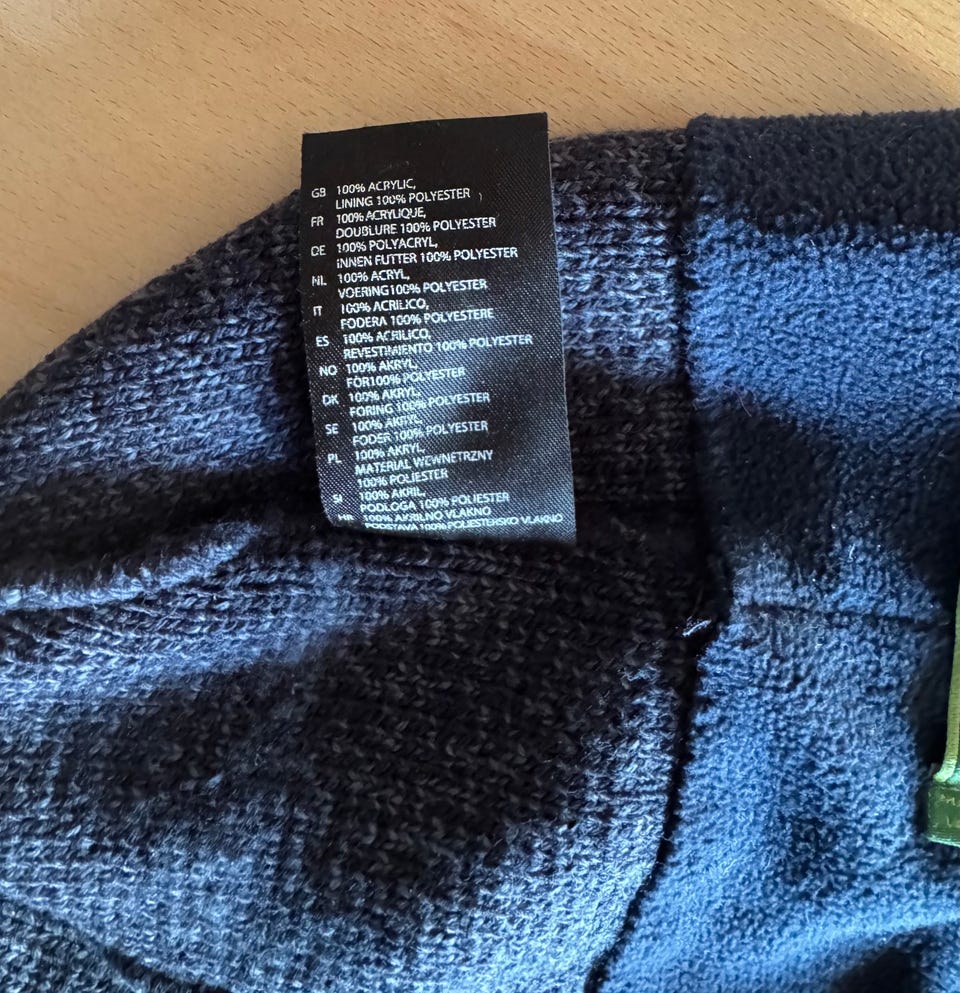 GB 100% ACRYLIC,
LINING 100% POLYESTER
FR 100% ACRYLIQUE,
DOUBLURE 100% POLYESTER
DE 100% POLYACRYL,
INNEN FUTTER 100% POLYESTER
NL 100% ACRYL,
VOERING100% POLYESTER
IT 100% ACRILICO,
FODERA 100% POLYESTERE
ES 100% ACRILICO,
REVESTIMIENTO 100% POLYESTER
NO 100% AKRYL,
FÓR100% POLYESTER
DK 100% AKRYL,
FORING 100% POLYESTER
SE 100% AKRYL,
FODER 100% POLYESTER
PL 100% AKRYL,
MATERIAL WEWNETRZNY
100% POLIESTER
SI 100% AKRIL,
PODLOGA 100% POLIESTER
HR 100% AKRILNO VLAKNO
PODSTAVA 100% POLIESTERSKO VLAKNO